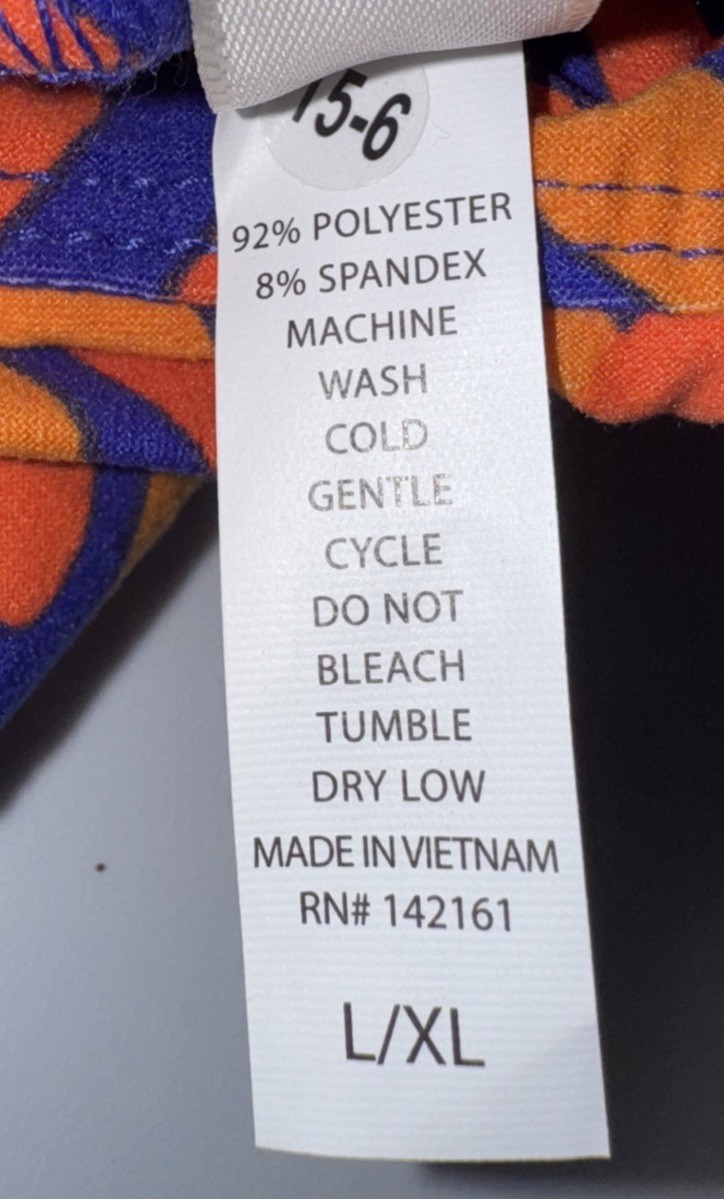 15-6
92% POLYESTER
8% SPANDEX
MACHINE
WASH
COLD
GENTLE
CYCLE
DO NOT
BLEACH
TUMBLE
DRY LOW
MADE IN VIETNAM
RN# 142161
L/XL